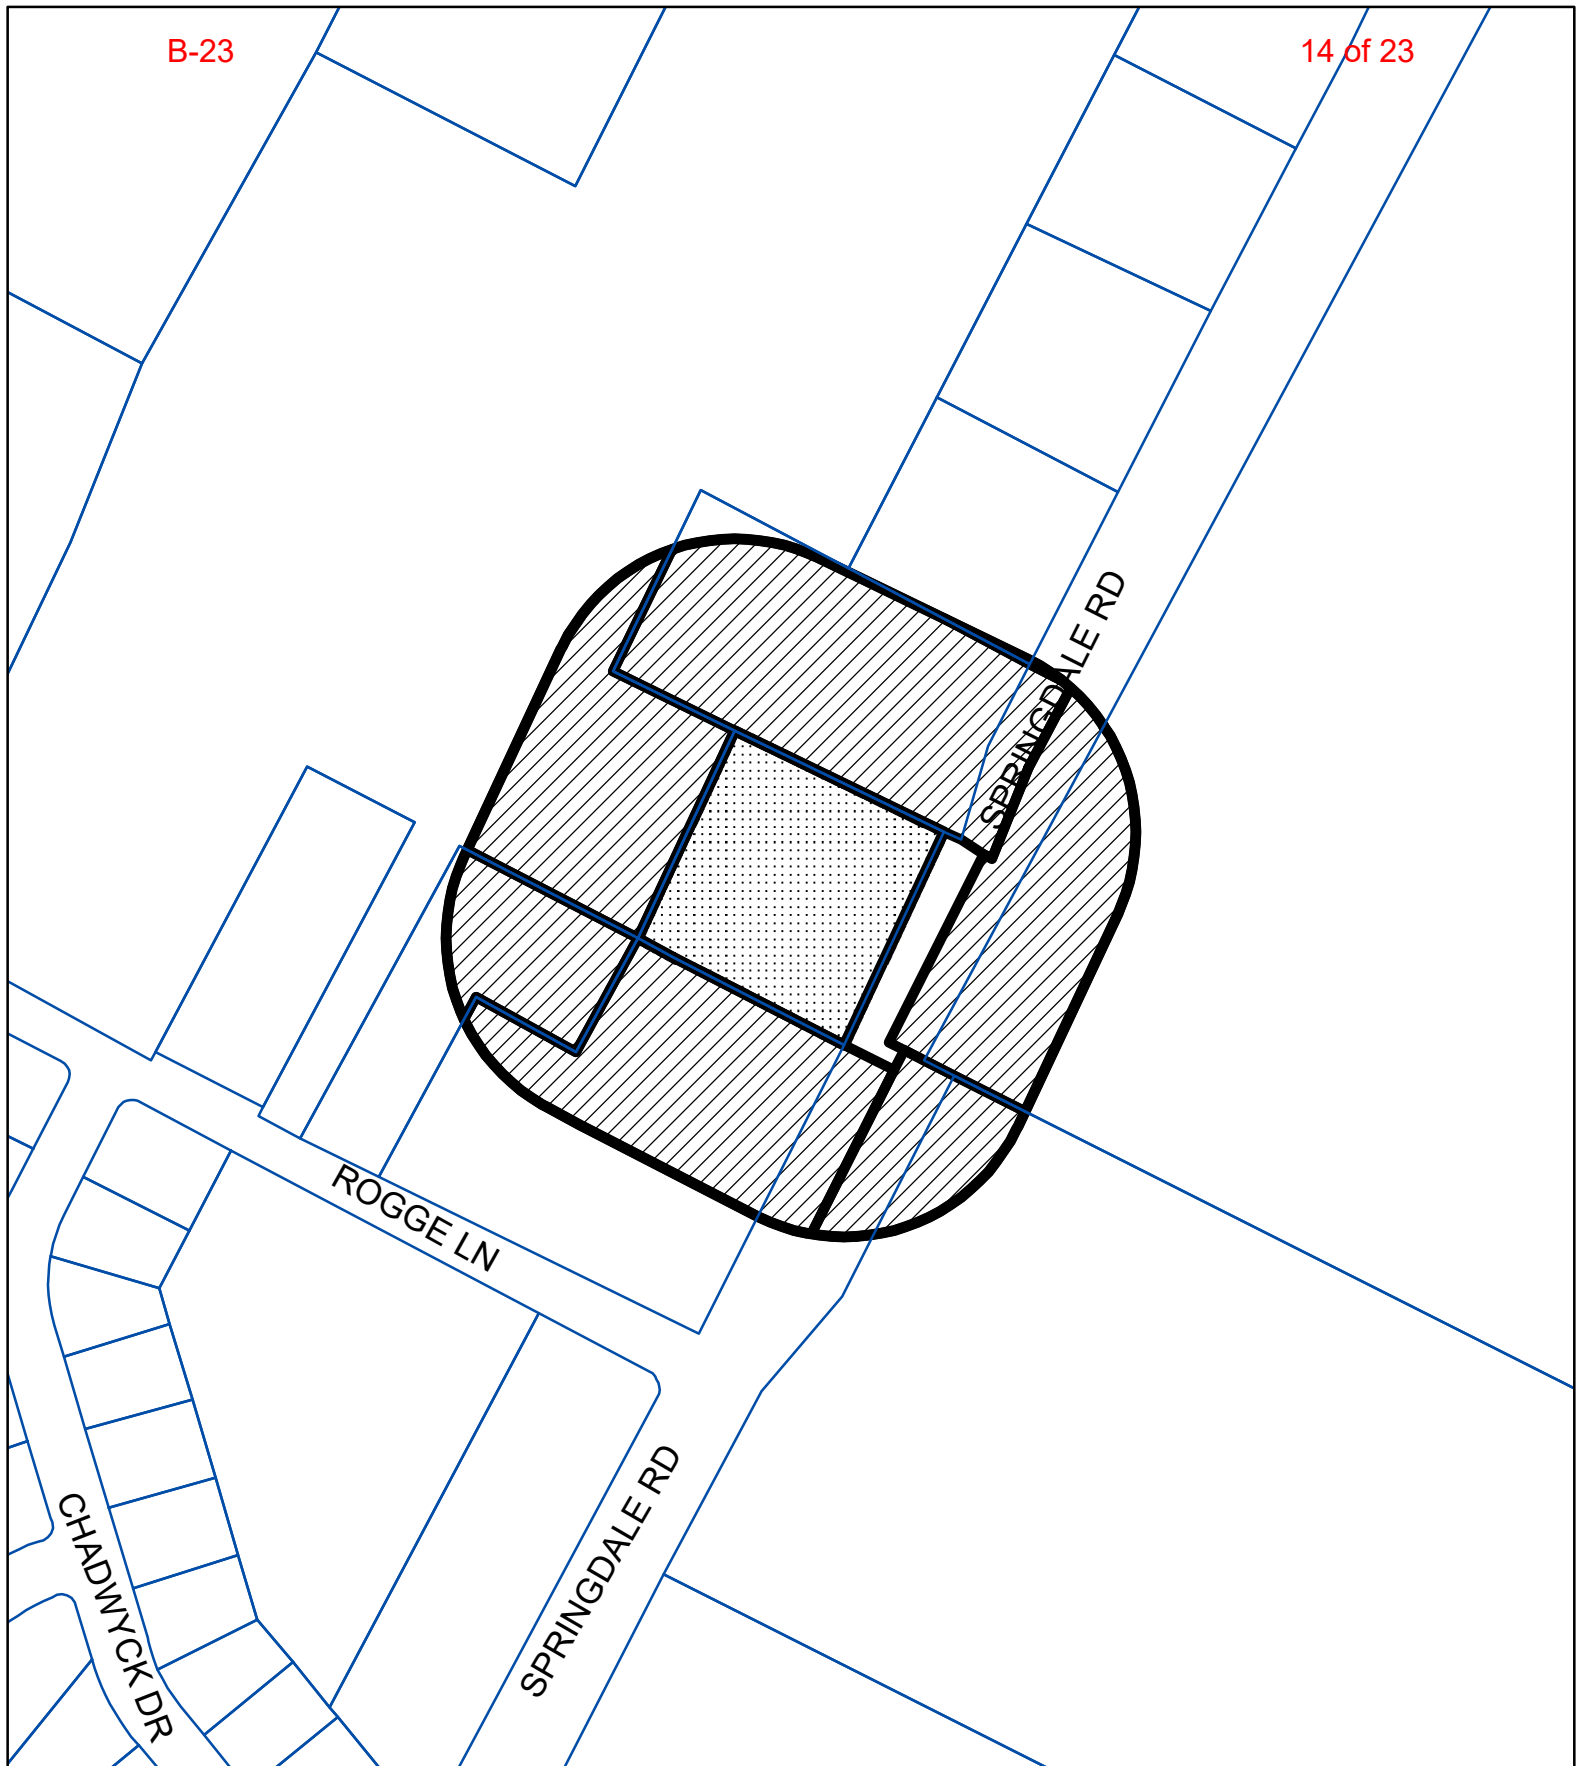 B-23
14 of 23
SPRINGDALE RD
ROGGE LN
SPRINGDALE RD
CHADWYCK DR